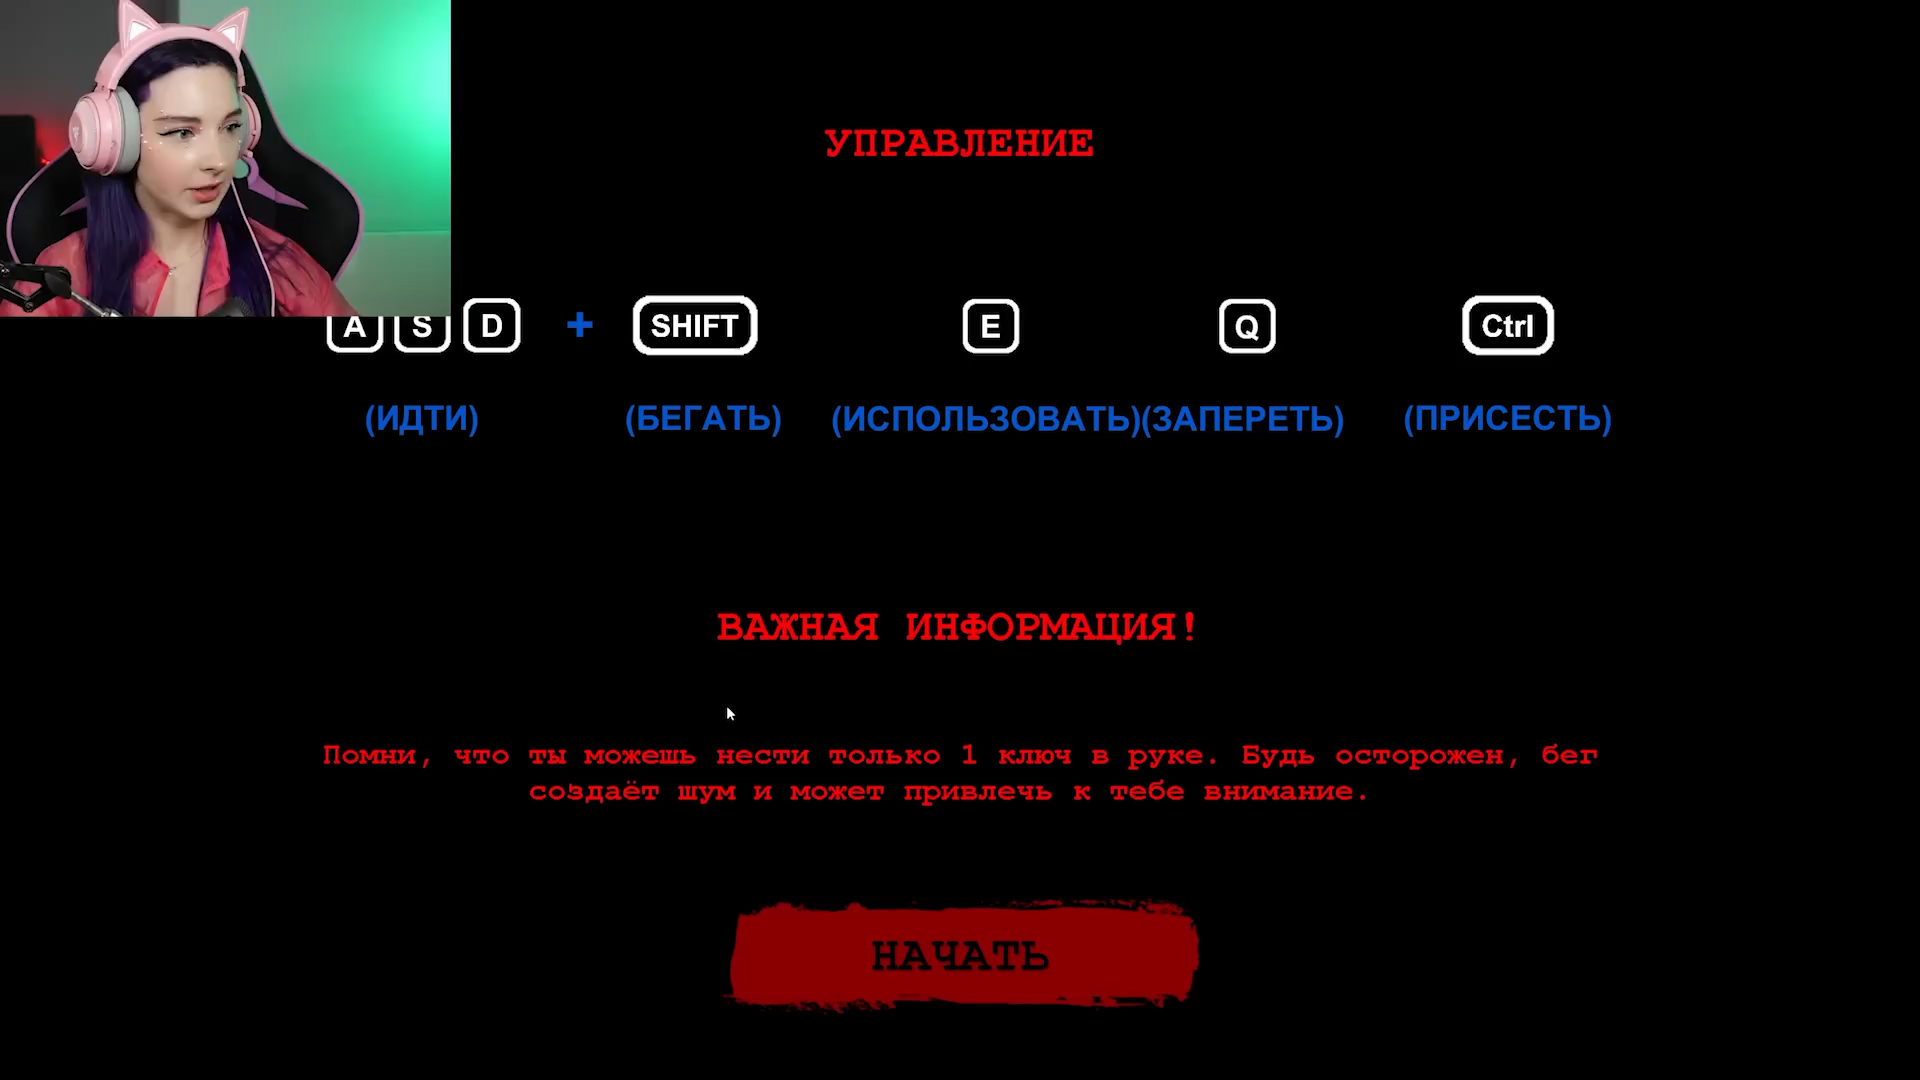 УПРАВЛЕНИЕ
A S D + SHIFT E Q Ctrl
(ИДТИ) (БЕГАТЬ) (ИСПОЛЬЗОВАТЬ)(ЗАПЕРЕТЬ) (ПРИСЕСТЬ)
ВАЖНАЯ ИНФОРМАЦИЯ!
Помни, что ты можешь нести только 1 ключ в руке. Будь осторожен, бег
создаёт шум и может привлечь к тебе внимание.
НАЧАТЬ